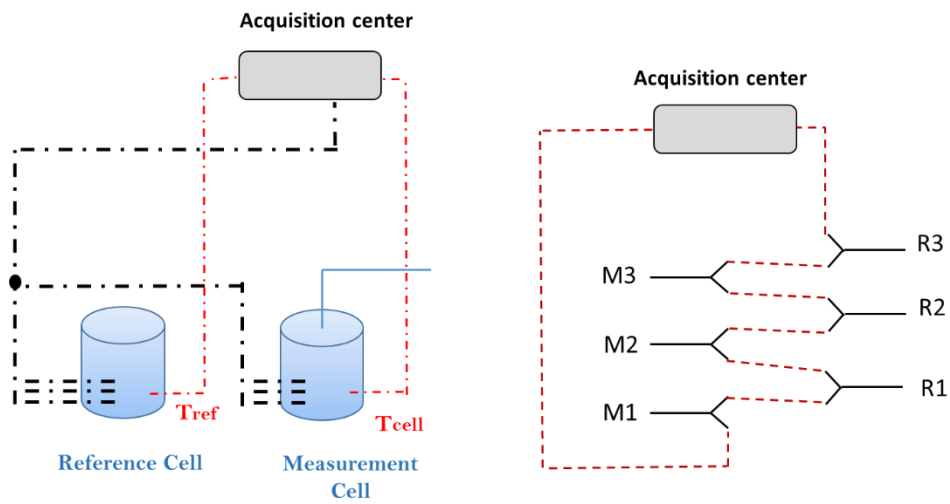 Acquisition center
Tref
Tcell
Reference Cell
Measurement
Cell
Acquisition center
R3
M3
R2
M2
R1
M1